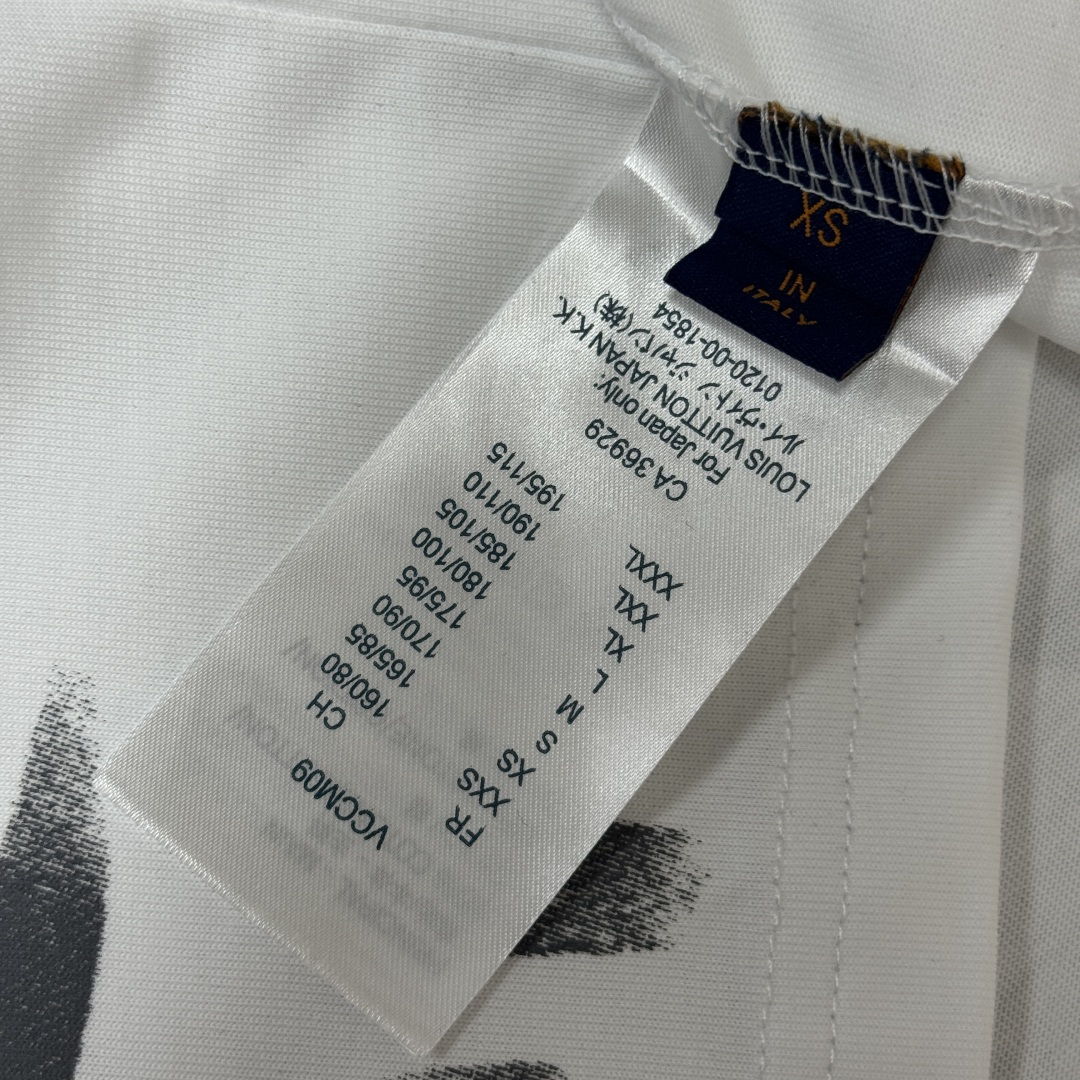 XS
IN
ITALY
VCCM09
FR CH
XXS 160/80
XS 165/85
S 170/90
M 175/95
L 180/100
XL 185/105
XXL 190/110
XXXL 195/115
CA 36929
For Japan only:
LOUIS VUITTON JAPAN K.K.
ルイ・ヴィトン ジャパン(株)
0120-00-1854